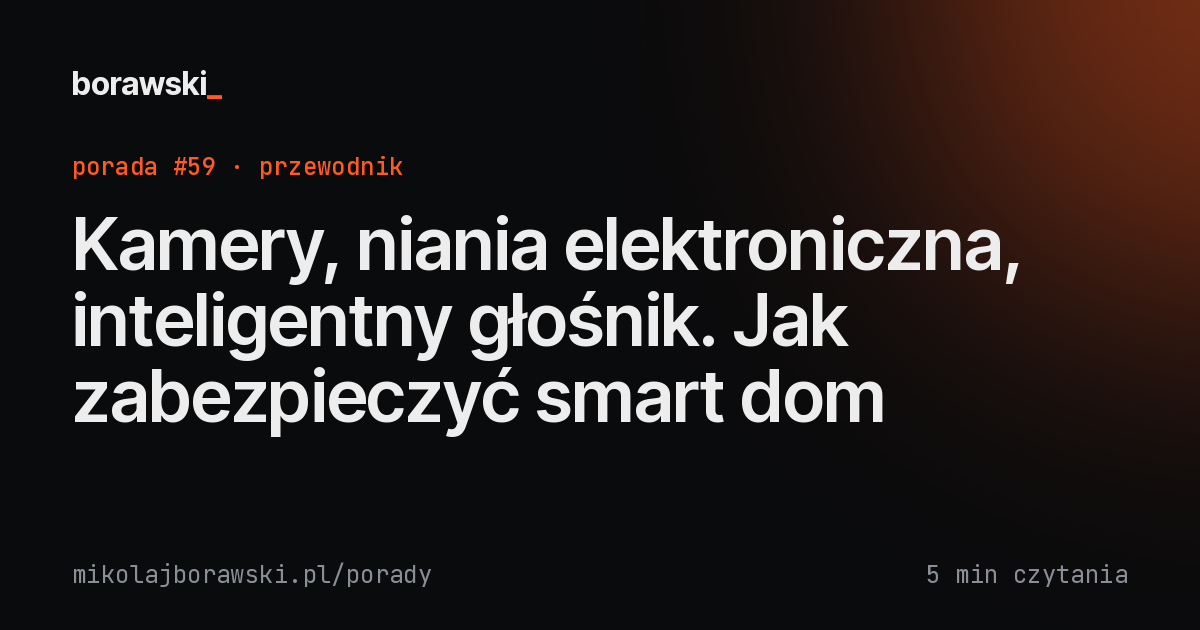 borawski_
porada #59 · przewodnik
Kamery, niania elektroniczna,
inteligentny głośnik. Jak
zabezpieczyć smart dom
mikolajborawski.pl/porady
5 min czytania